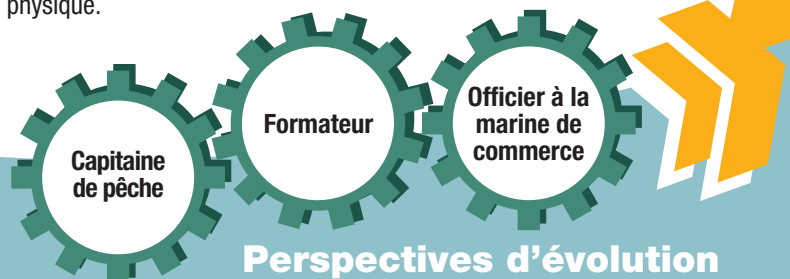 physique.
Capitaine
de pêche
Formateur
Officier à la
marine de
commerce
Perspectives d’évolution